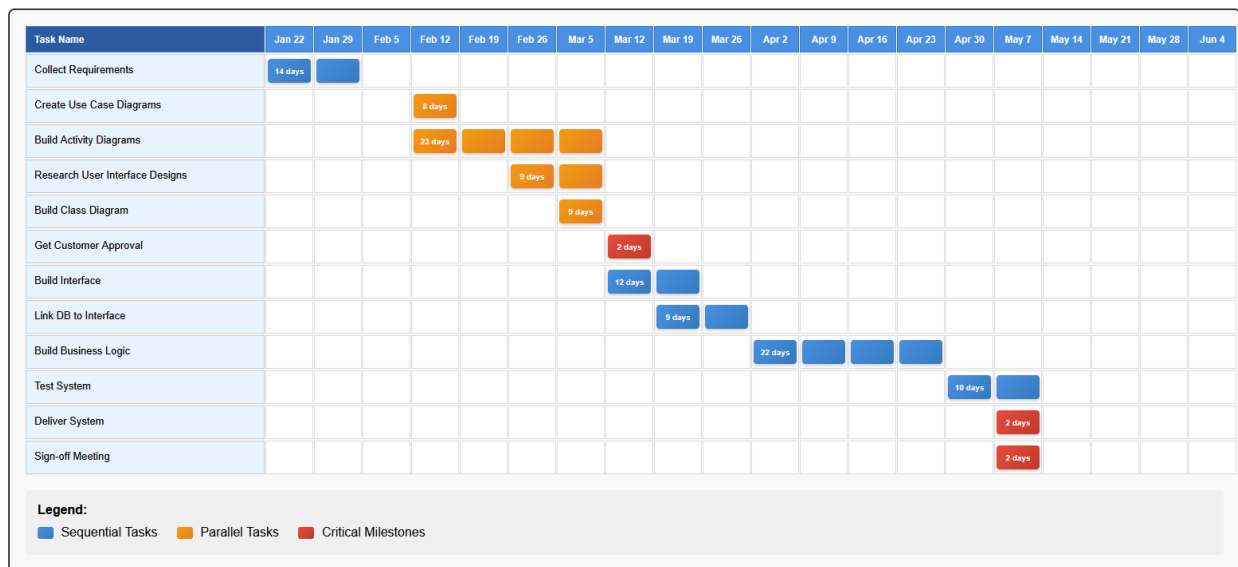 Task Name Jan 22 Jan 29 Feb 5 Feb 12 Feb 19 Feb 26 Mar 5 Mar 12 Mar 19 Mar 26 Apr 2 Apr 9 Apr 16 Apr 23 Apr 30 May 7 May 14 May 21 May 28 Jun 4
Collect Requirements 14 days
Create Use Case Diagrams 8 days
Build Activity Diagrams 23 days
Research User Interface Designs 9 days
Build Class Diagram 9 days
Get Customer Approval 2 days
Build Interface 12 days
Link DB to Interface 9 days
Build Business Logic 22 days
Test System 10 days
Deliver System 2 days
Sign-off Meeting 2 days
Legend:
Sequential Tasks Parallel Tasks Critical Milestones